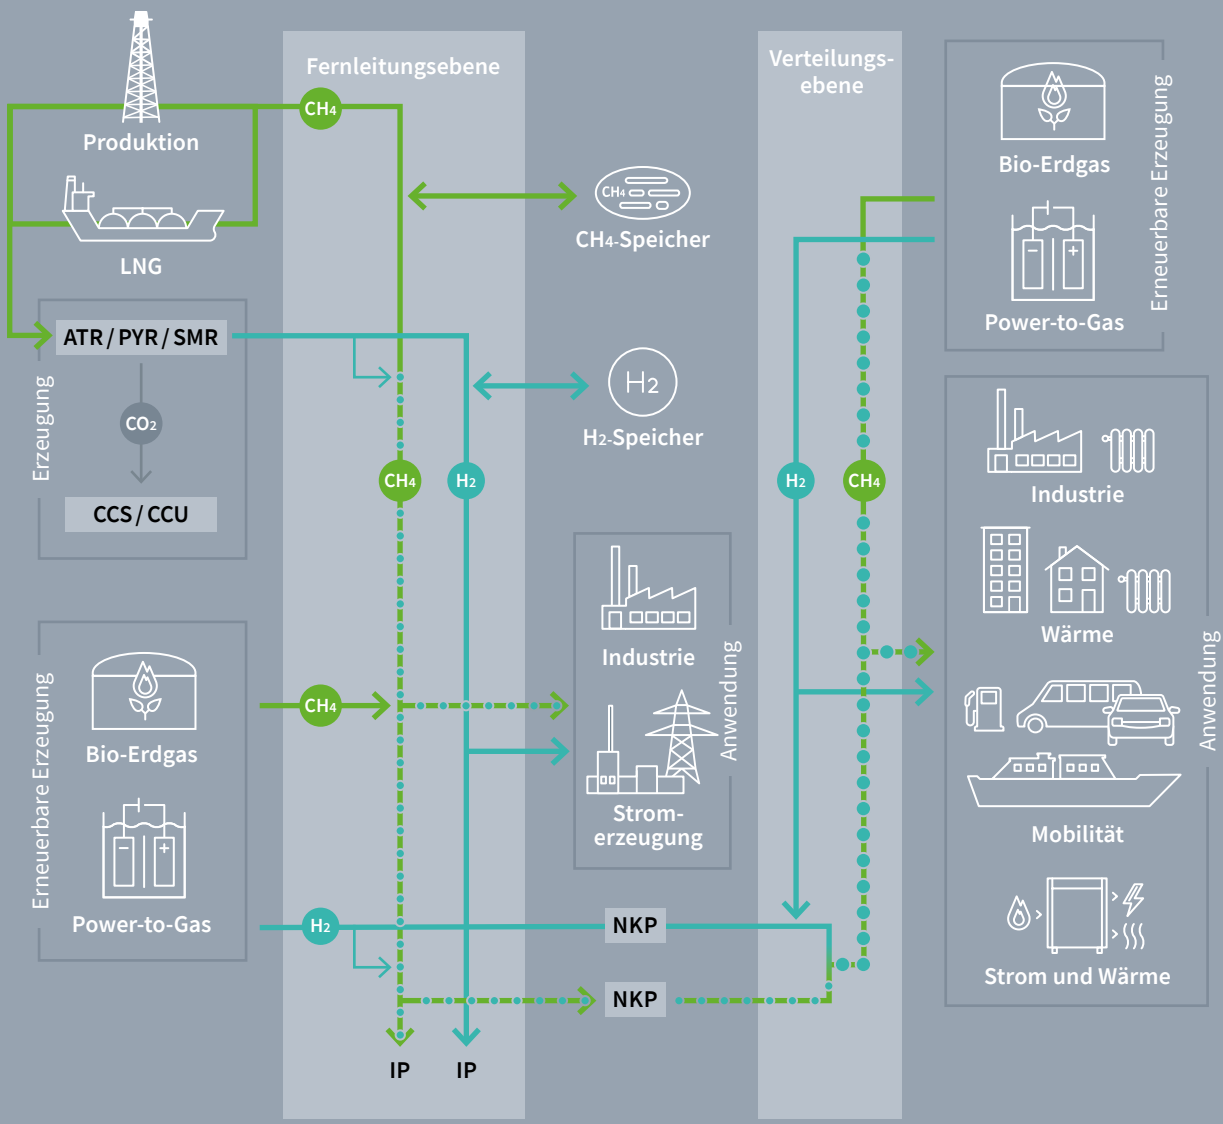 Produktion
LNG
ATR / PYR / SMR
CO2
CCS / CCU
Erzeugung
Bio-Erdgas
Power-to-Gas
Erneuerbare Erzeugung
Fernleitungsebene
CH4
CH4
H2
CH4
H2
IP
IP
CH4
CH4-Speicher
H2
H2-Speicher
Industrie
Strom-
erzeugung
Anwendung
NKP
NKP
Verteilungs-
ebene
H2
CH4
Bio-Erdgas
Power-to-Gas
Erneuerbare Erzeugung
Industrie
Wärme
Mobilität
Strom und Wärme
Anwendung